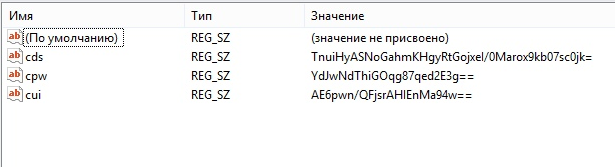 Имя Тип Значение
(По умолчанию) REG_SZ (значение не присвоено)
cds REG_SZ TnuiHyASNoGahmKHgyRtGojxel/0Marox9kb07sc0jk=
cpw REG_SZ YdJwNdThiGOqg87qed2E3g==
cui REG_SZ AE6pwn/QFjsrAHlEnMa94w==